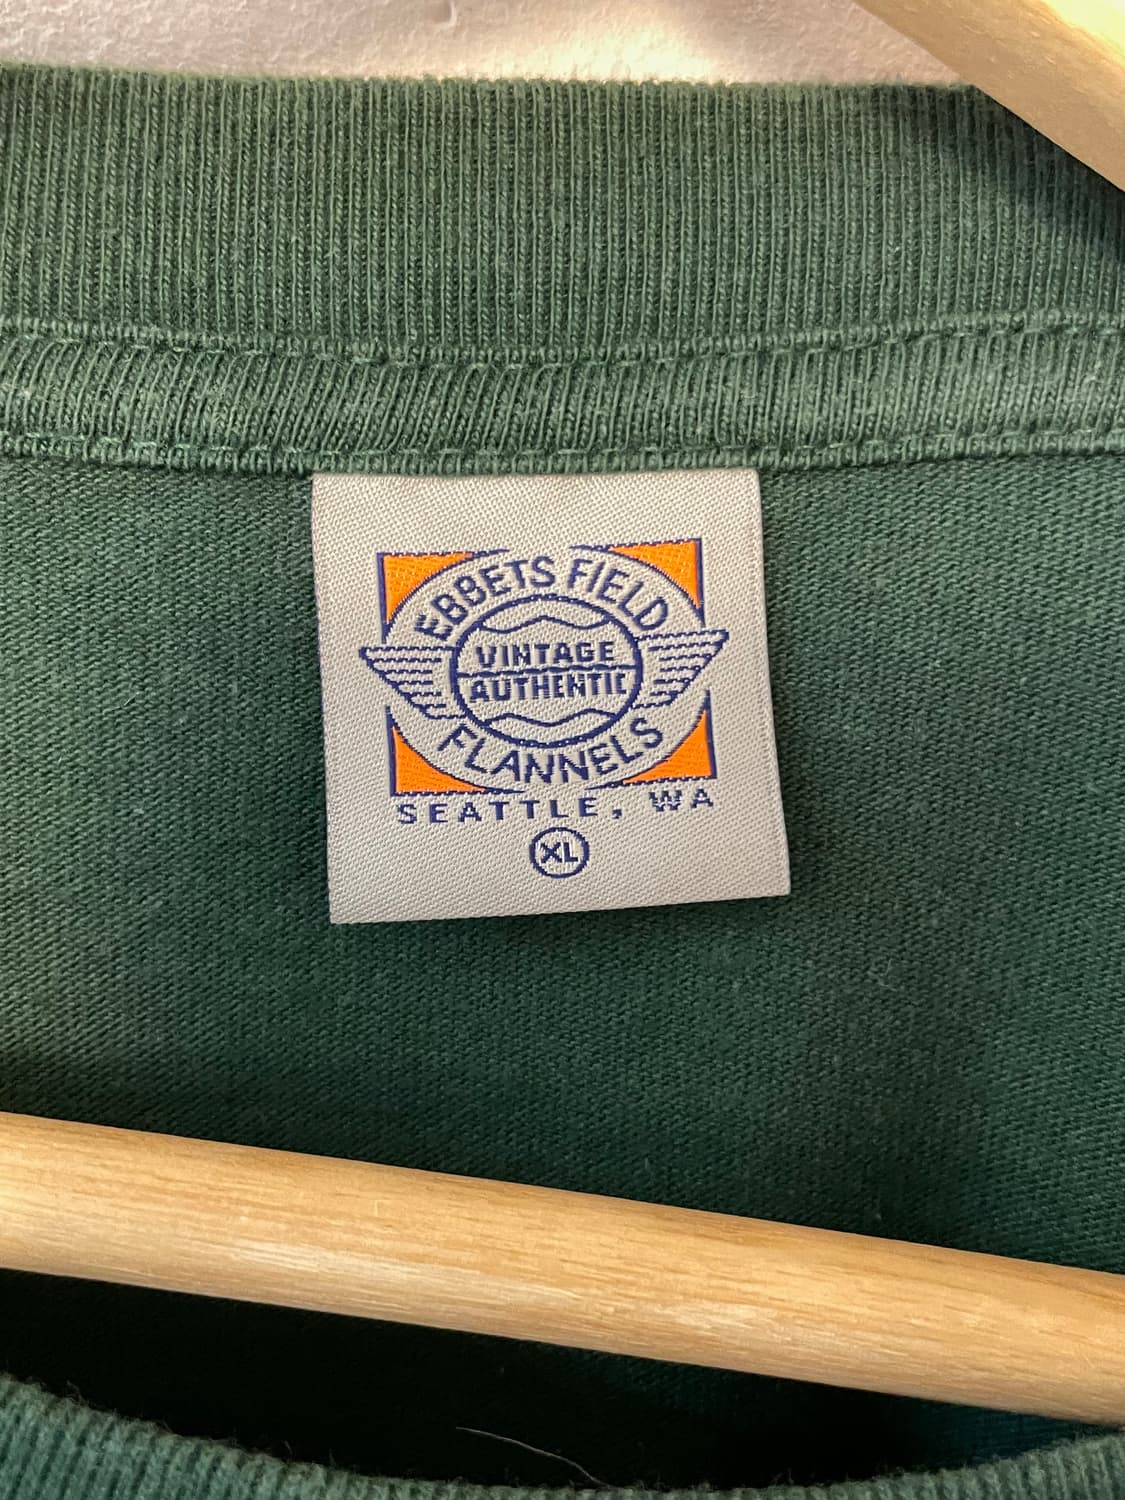 EBBETS FIELD
VINTAGE
AUTHENTIC
FLANNELS
SEATTLE, WA
XL